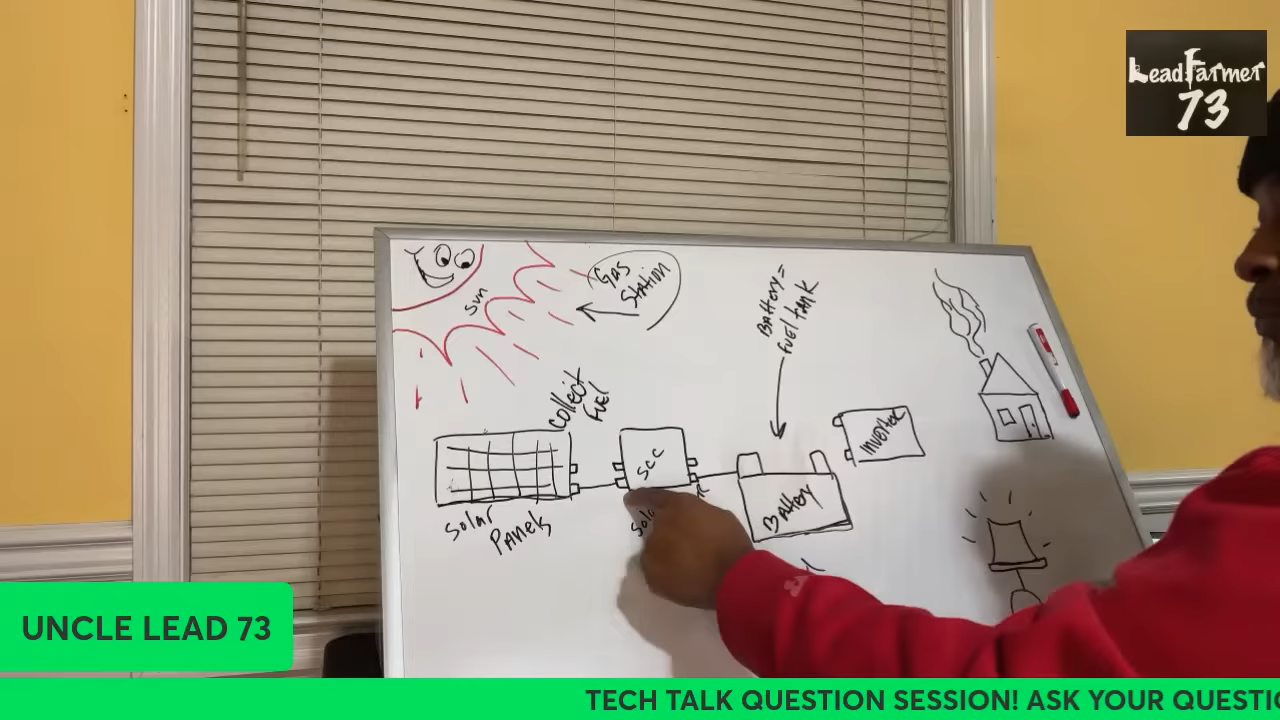 LeadFarmer
73
Sun
Gas
Station
Battery=
Fuel Tank
Collect
Fuel
SCC
Inverter
Battery
Solar
Panels
UNCLE LEAD 73
TECH TALK QUESTION SESSION! ASK YOUR QUESTIO